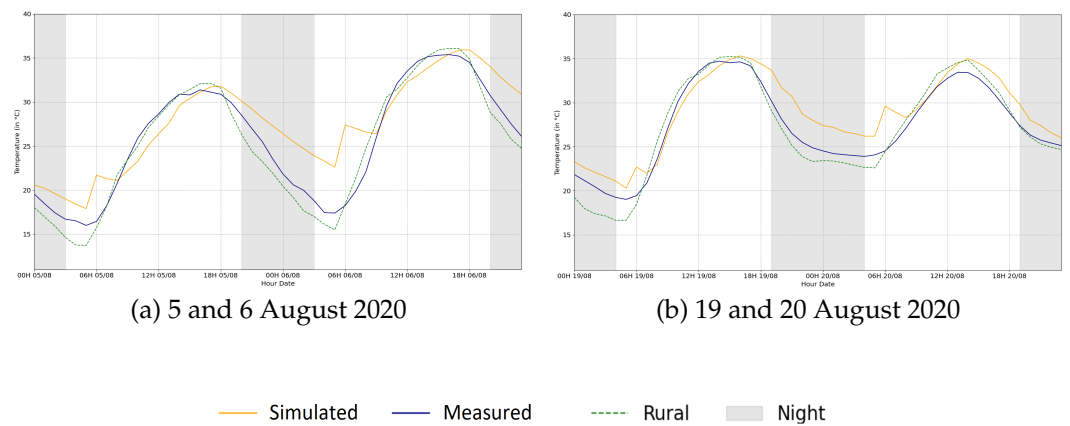 40
35
30
25
20
15
Temperature (in °C)
00H 05/08 06H 05/08 12H 05/08 18H 05/08 00H 06/08 06H 06/08 12H 06/08 18H 06/08
Hour Date
(a) 5 and 6 August 2020
40
35
30
25
20
15
Temperature (in °C)
00H 19/08 06H 19/08 12H 19/08 18H 19/08 00H 20/08 06H 20/08 12H 20/08 18H 20/08
Hour Date
(b) 19 and 20 August 2020
Simulated Measured Rural Night